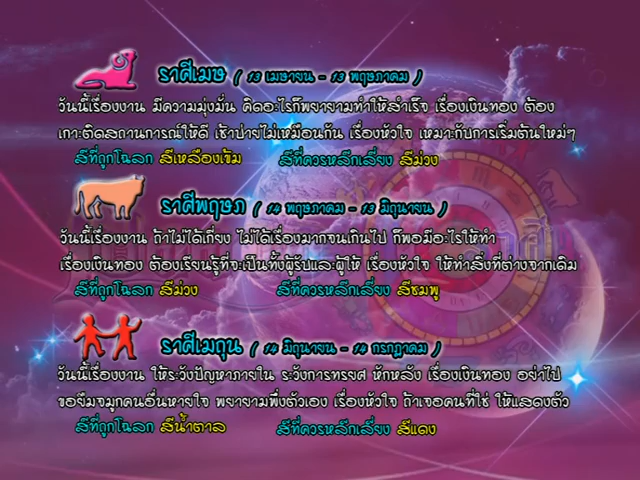 ราศีเมษ ( 13 เมษายน - 13 พฤษภาคม )
วันนี้เรื่องงาน มีความมุ่งมั่น คิดอะไรก็พยายามทำให้สำเร็จ เรื่องเงินทอง ต้อง
เกาะติดสถานการณ์ให้ดี เช้าบ่ายไม่เหมือนกัน เรื่องหัวใจ เหมาะกับการเริ่มต้นใหม่ๆ
สีที่ถูกโฉลก สีเหลืองเข้ม สีที่ควรหลีกเลี่ยง สีม่วง
ราศีพฤษภ ( 14 พฤษภาคม - 13 มิถุนายน )
วันนี้เรื่องงาน ถ้าไม่ได้เกี่ยง ไม่ได้เรื่องมากจนเกินไป ก็พอมีอะไรให้ทำ
เรื่องเงินทอง ต้องเรียนรู้ที่จะเป็นทั้งผู้รับและผู้ให้ เรื่องหัวใจ ให้ทำสิ่งที่ต่างจากเดิม
สีที่ถูกโฉลก สีม่วง สีที่ควรหลีกเลี่ยง สีชมพู
ราศีเมถุน ( 14 มิถุนายน - 14 กรกฎาคม )
วันนี้เรื่องงาน ให้ระวังปัญหาภายใน ระวังการทรยศ หักหลัง เรื่องเงินทอง อย่าไป
ขอยืมจมูกคนอื่นหายใจ พยายามพึ่งตัวเอง เรื่องหัวใจ ถ้าเจอคนที่ใช่ ให้แสดงตัว
สีที่ถูกโฉลก สีน้ำตาล สีที่ควรหลีกเลี่ยง สีแดง